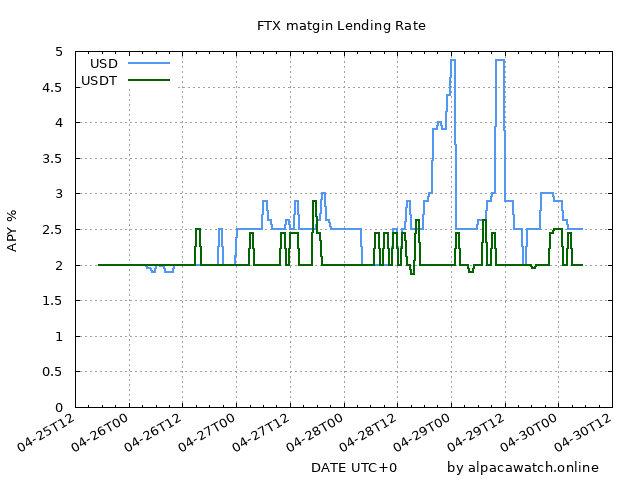 FTX matgin Lending Rate
USD
USDT
5
4.5
4
3.5
3
2.5
2
1.5
1
0.5
0
APY %
04-25T12
04-26T00
04-26T12
04-27T00
04-27T12
04-28T00
04-28T12
04-29T00
04-29T12
04-30T00
04-30T12
DATE UTC+0
by alpacawatch.online